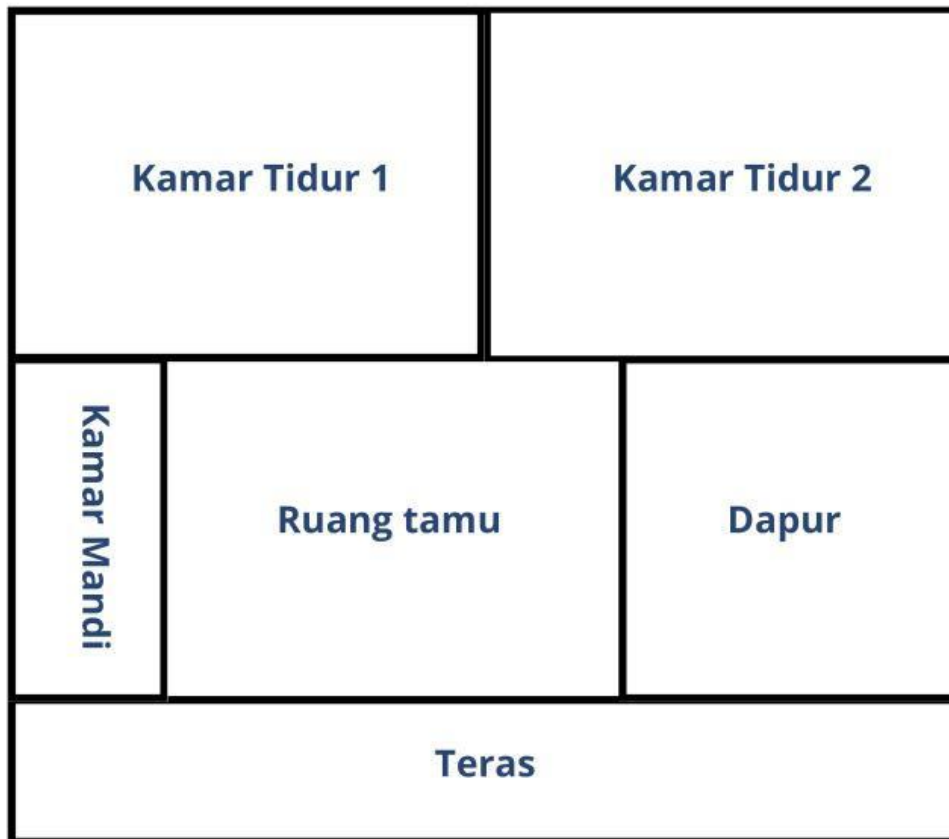 Kamar Tidur 1
Kamar Tidur 2
Kamar Mandi
Ruang tamu
Dapur
Teras